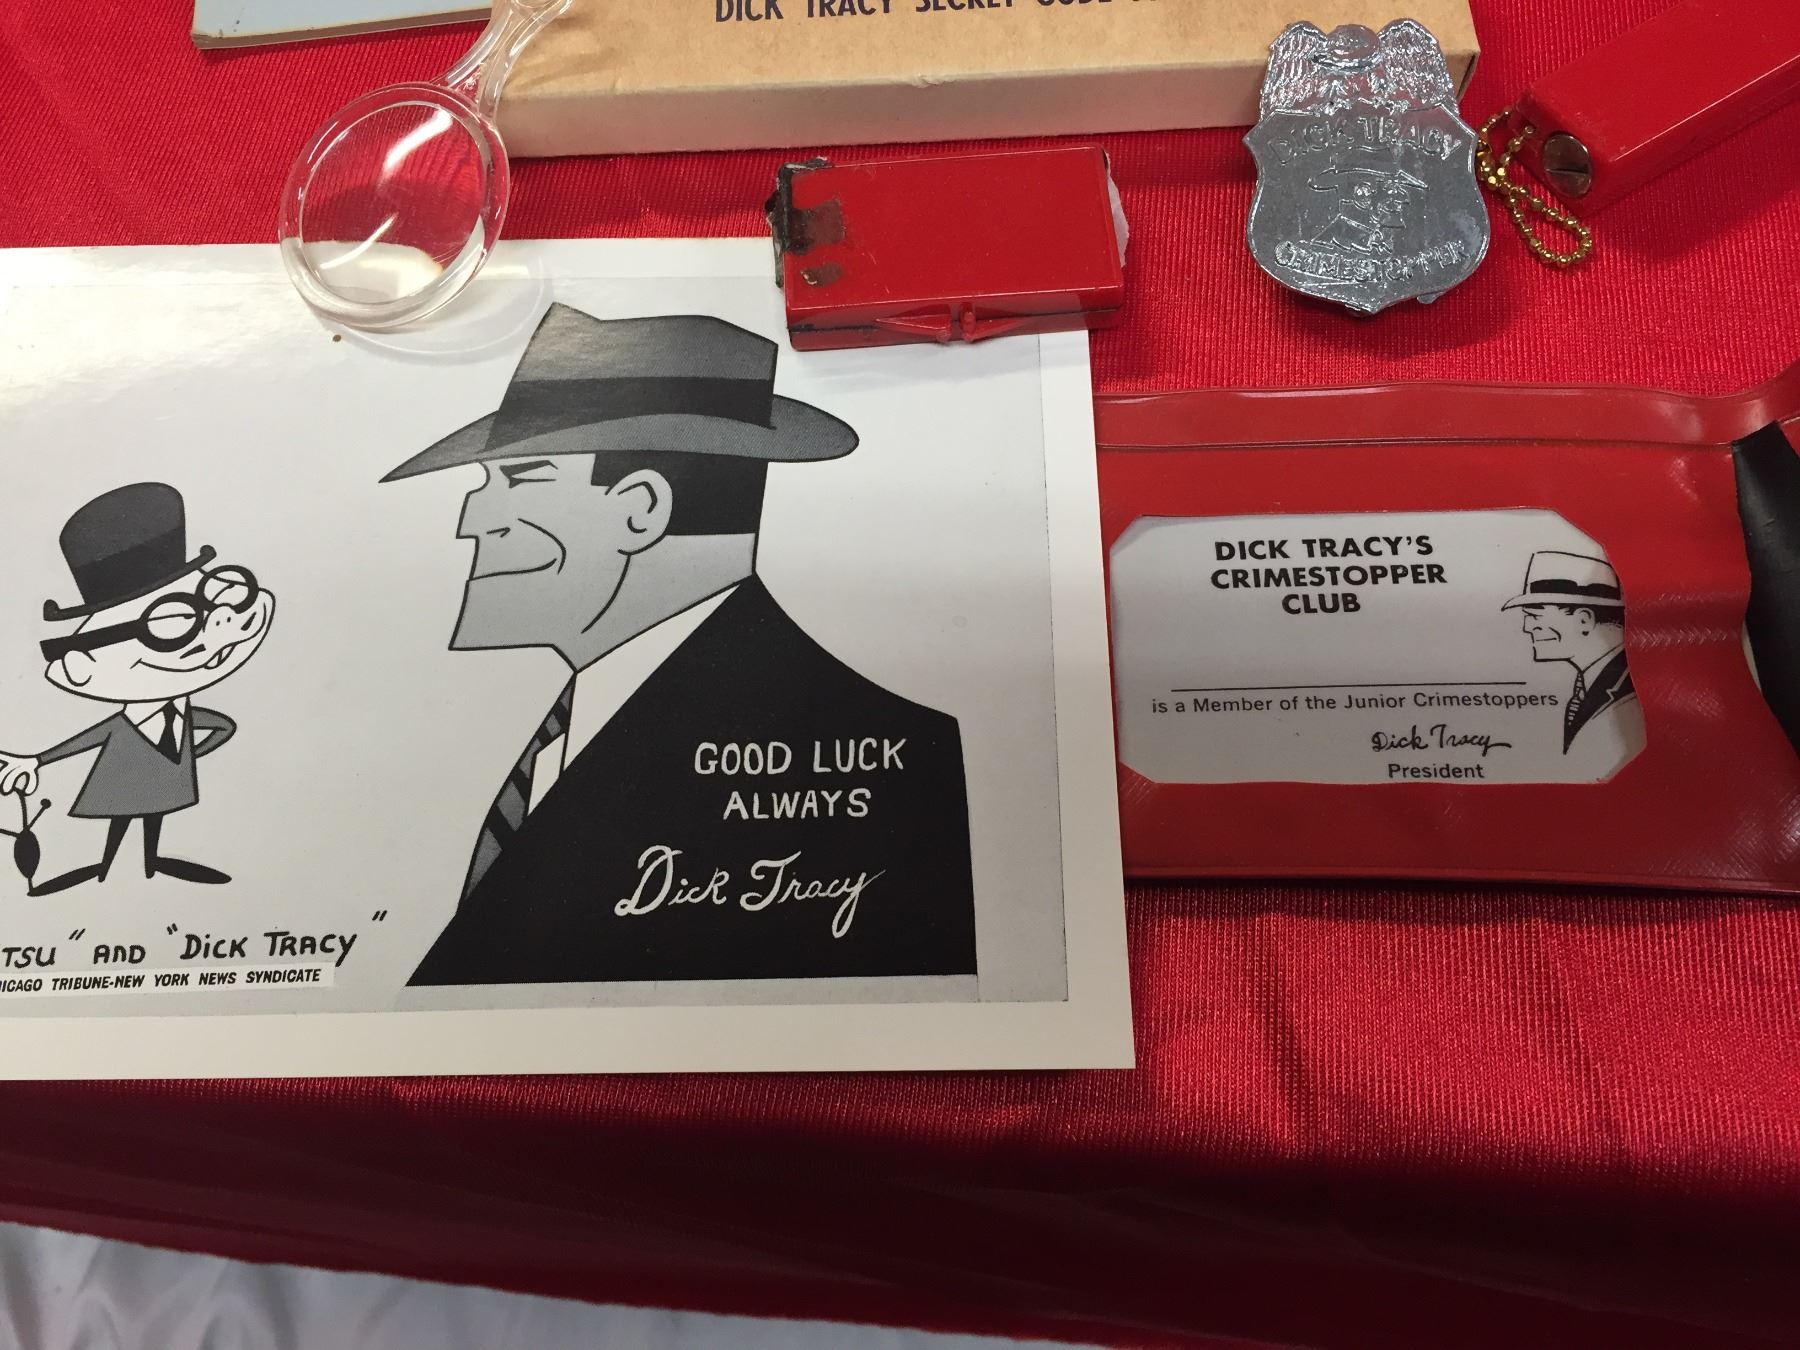 DICK TRACY SECRET CODE
DICK TRACY
CRIMESTOPPER
DICK TRACY'S
CRIMESTOPPER
CLUB
is a Member of the Junior Crimestoppers
Dick Tracy
President
GOOD LUCK
ALWAYS
Dick Tracy
TSU" AND "DICK TRACY"
ICAGO TRIBUNE-NEW YORK NEWS SYNDICATE